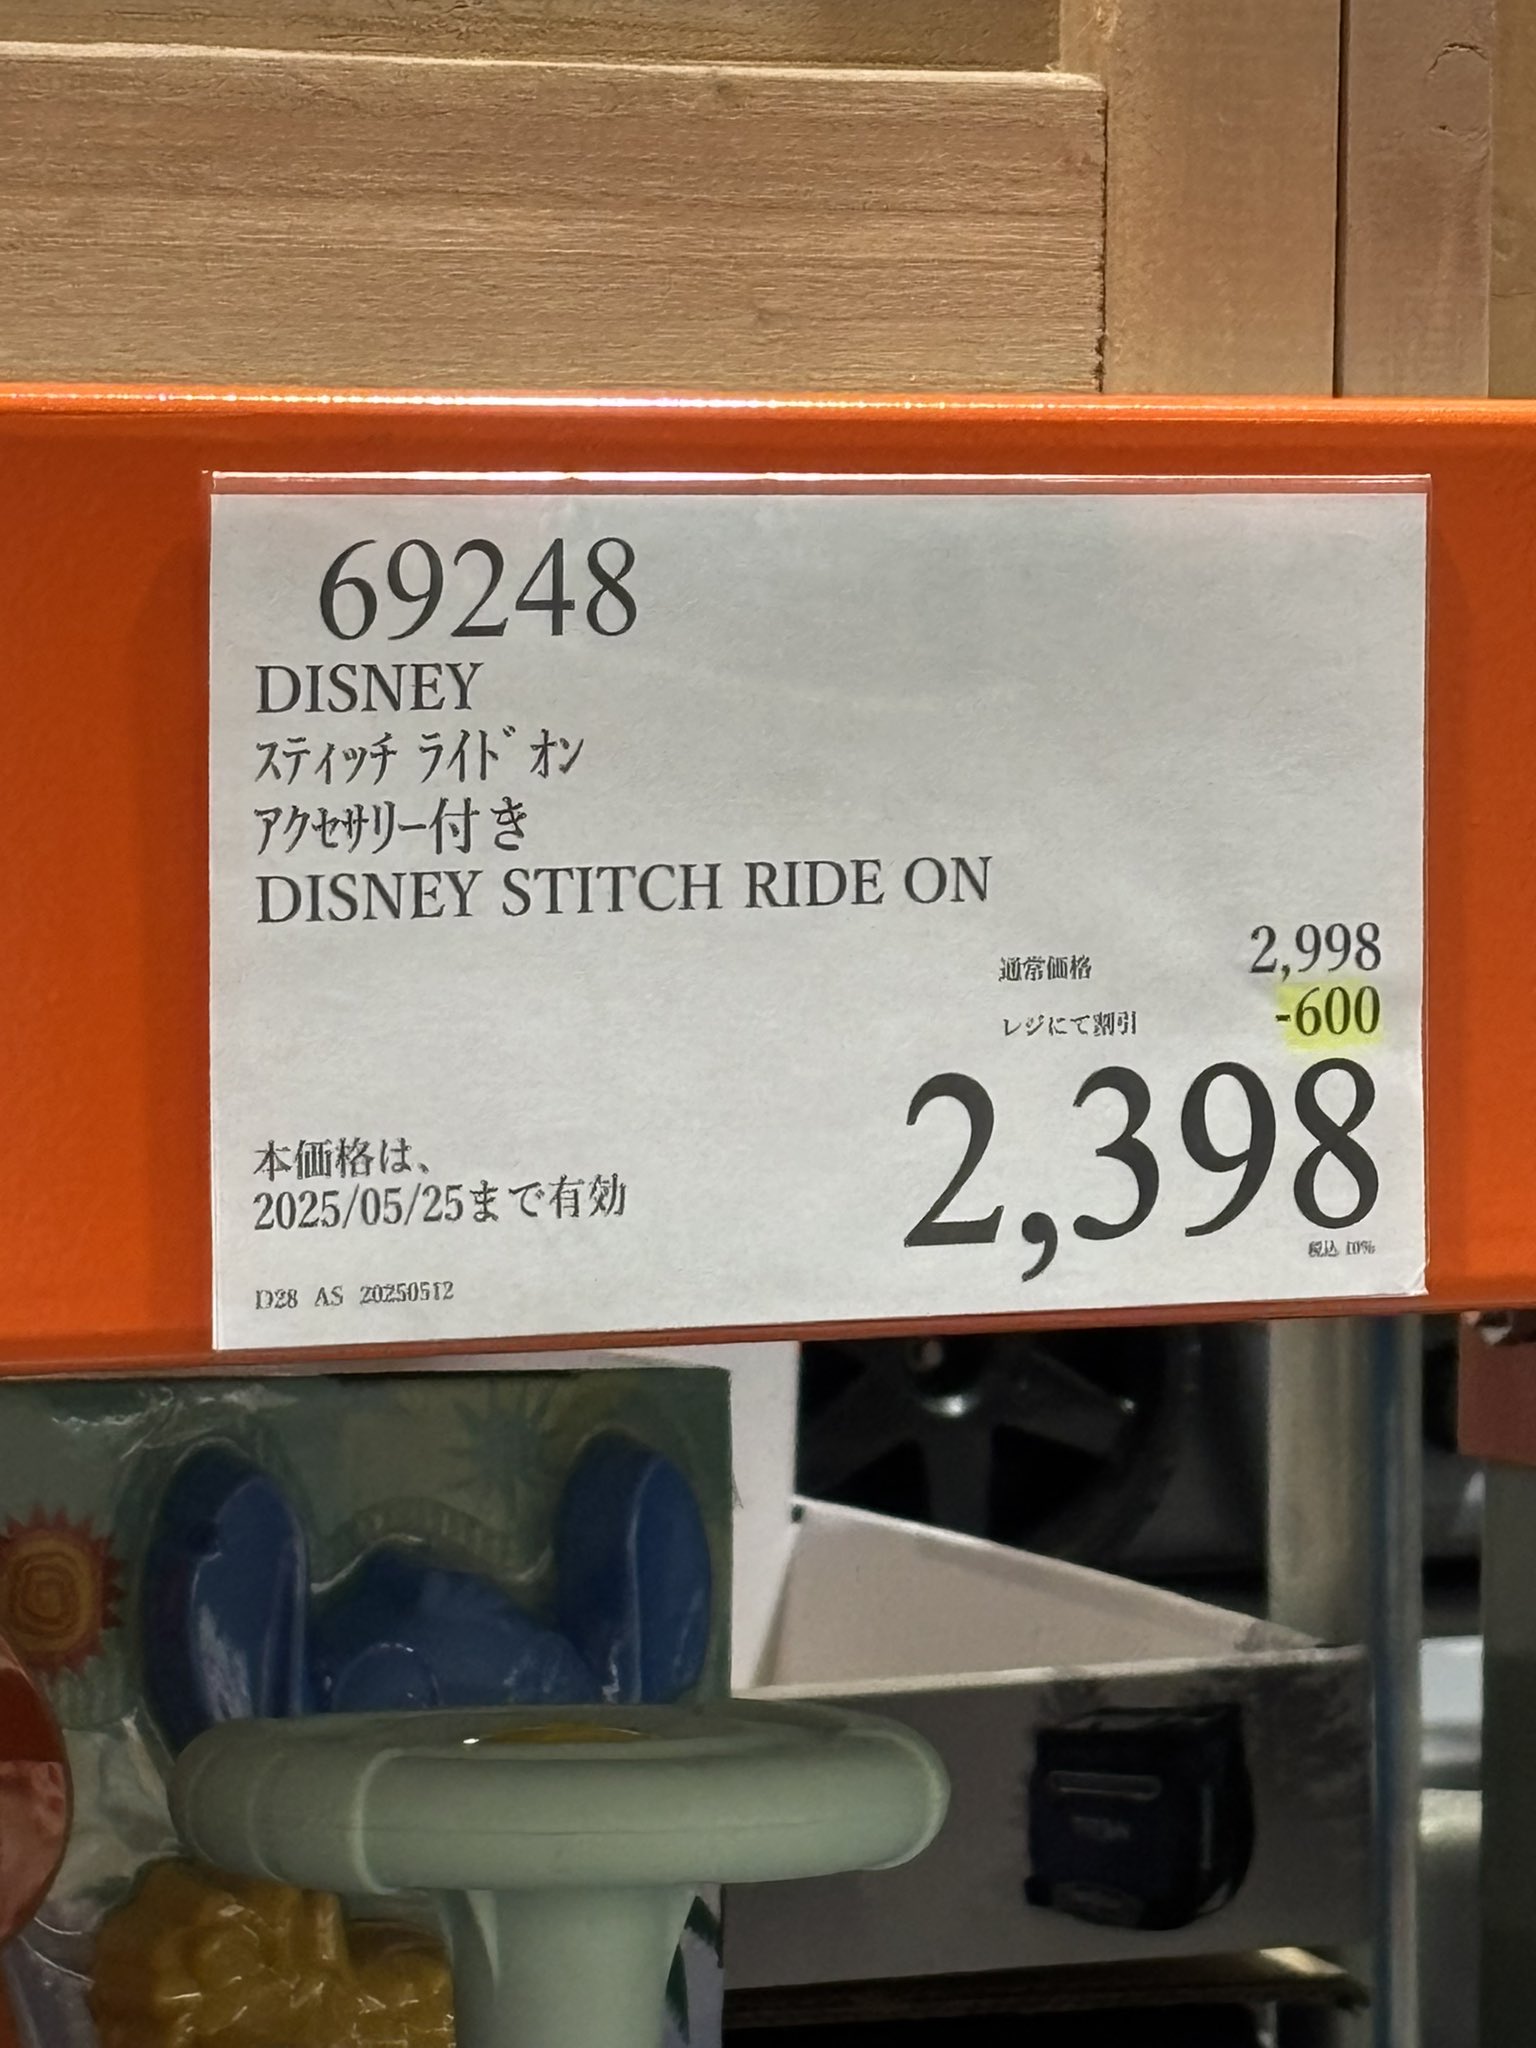 69248
DISNEY
ｽﾃｨｯﾁ ﾗｲﾄﾞ ｵﾝ
ｱｸｾｻﾘｰ付き
DISNEY STITCH RIDE ON
通常価格 2,998
レジにて割引 -600
2,398
税込 10%
本価格は、
2025/05/25まで有効
D28 AS 20250512